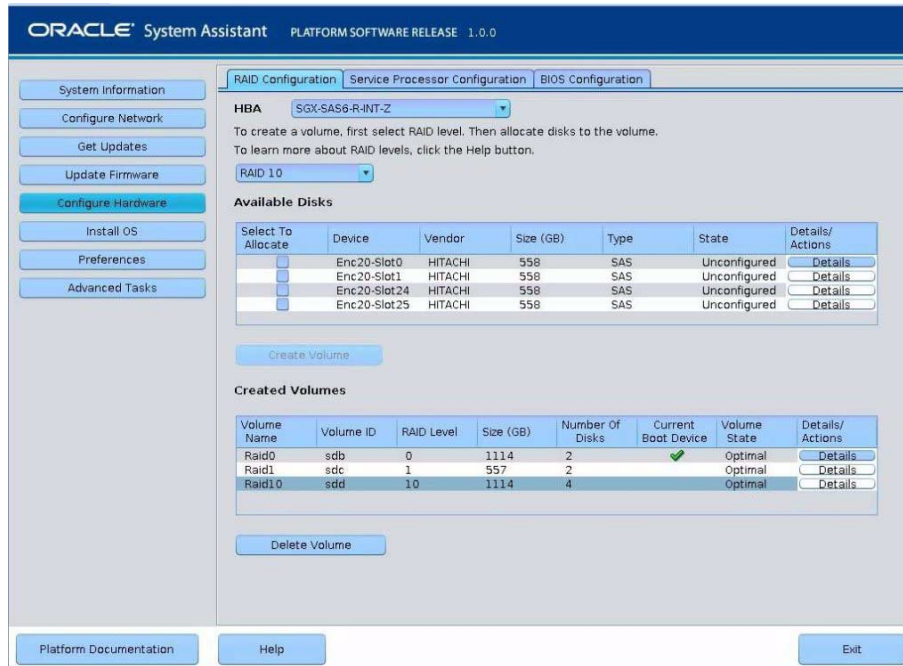 ORACLE System Assistant PLATFORM SOFTWARE RELEASE 1.0.0
System Information
Configure Network
Get Updates
Update Firmware
Configure Hardware
Install OS
Preferences
Advanced Tasks
RAID Configuration Service Processor Configuration BIOS Configuration
HBA SGX-SAS6-R-INT-Z
To create a volume, first select RAID level. Then allocate disks to the volume.
To learn more about RAID levels, click the Help button.
RAID 10
Available Disks
Select To Allocate Device Vendor Size (GB) Type State Details/ Actions
Enc20-Slot0 HITACHI 558 SAS Unconfigured Details
Enc20-Slot1 HITACHI 558 SAS Unconfigured Details
Enc20-Slot24 HITACHI 558 SAS Unconfigured Details
Enc20-Slot25 HITACHI 558 SAS Unconfigured Details
Create Volume
Created Volumes
Volume Name Volume ID RAID Level Size (GB) Number Of Disks Current Boot Device Volume State Details/ Actions
Raid0 sdb 0 1114 2 Optimal Details
Raid1 sdc 1 557 2 Optimal Details
Raid10 sdd 10 1114 4 Optimal Details
Delete Volume
Platform Documentation Help Exit